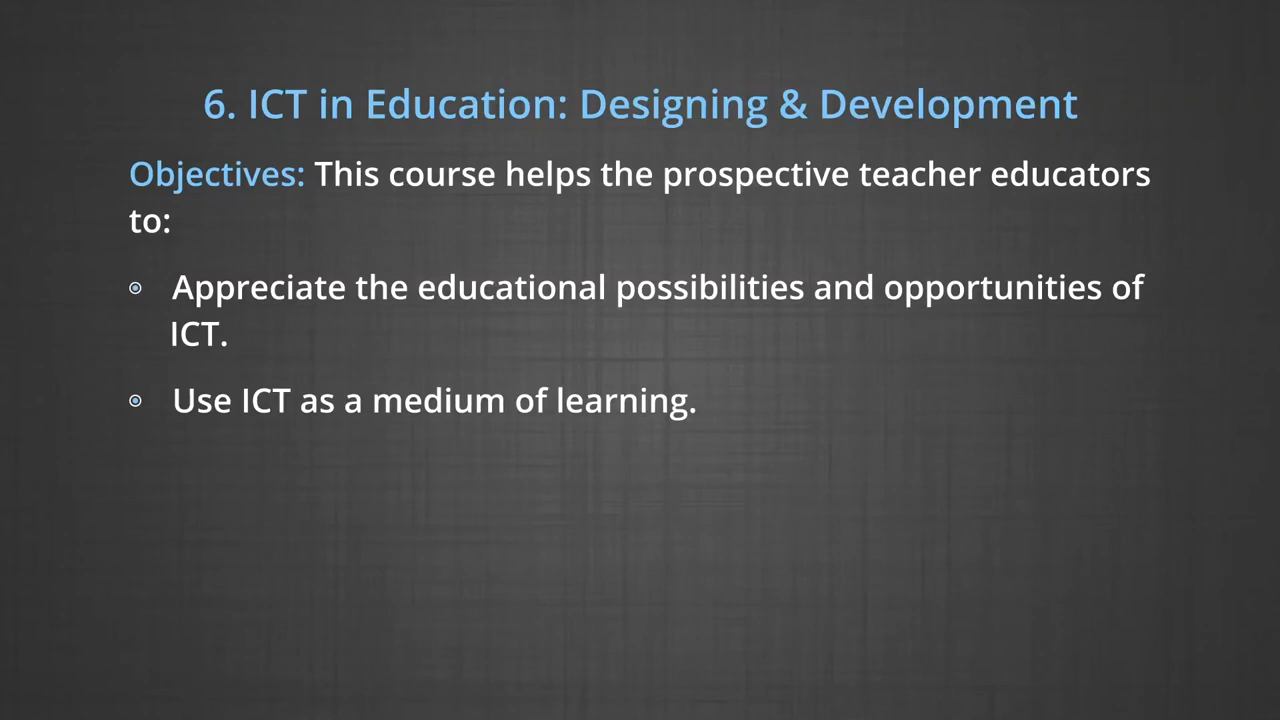 6. ICT in Education: Designing & Development
Objectives: This course helps the prospective teacher educators
to:
Appreciate the educational possibilities and opportunities of
ICT.
Use ICT as a medium of learning.